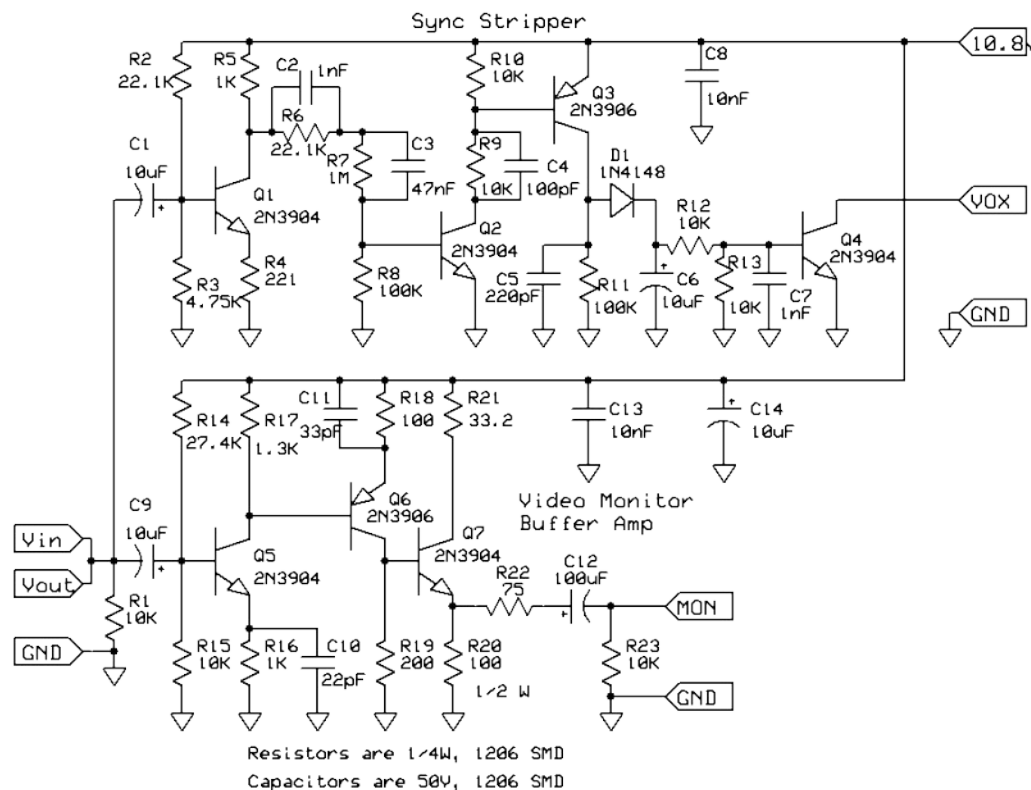 Sync Stripper
10.8V
R2
22.1K
R5
1K
C2
1nF
R6
22.1K
R7
1M
C3
47nF
R10
10K
R9
10K
C4
100pF
Q3
2N3906
C8
10nF
C1
10uF
+
Q1
2N3904
R3
4.75K
R4
221
R8
100K
Q2
2N3904
D1
1N4148
C5
220pF
R11
100K
+
C6
10uF
R12
10K
R13
10K
C7
1nF
Q4
2N3904
VOX
GND
R14
27.4K
R17
1.3K
C11
33pF
R18
100
R21
33.2
C13
10nF
+
C14
10uF
Video Monitor
Buffer Amp
C9
10uF
+
Q5
2N3904
Q6
2N3906
Q7
2N3904
Vin
Vout
GND
R1
10K
R15
10K
R16
1K
C10
22pF
R19
200
R20
100
1/2 W
R22
75
C12
100uF
+
MON
R23
10K
GND
Resistors are 1/4W, 1206 SMD
Capacitors are 50V, 1206 SMD